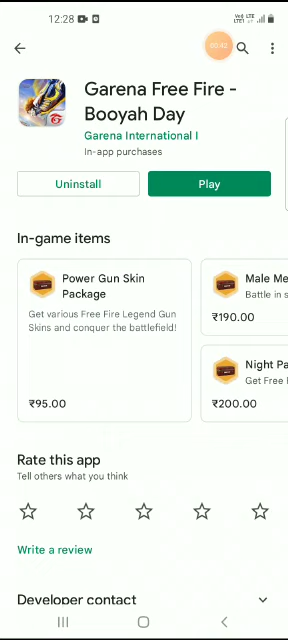 12:28
VoD LTE
LTE1
00:42
Garena Free Fire -
Booyah Day
Garena International I
In-app purchases
Uninstall
Play
In-game items
Power Gun Skin
Package
Get various Free Fire Legend Gun
Skins and conquer the battlefield!
₹95.00
Male Me
Battle in s
₹190.00
Night Pa
Get Free F
₹200.00
Rate this app
Tell others what you think
Write a review
Developer contact